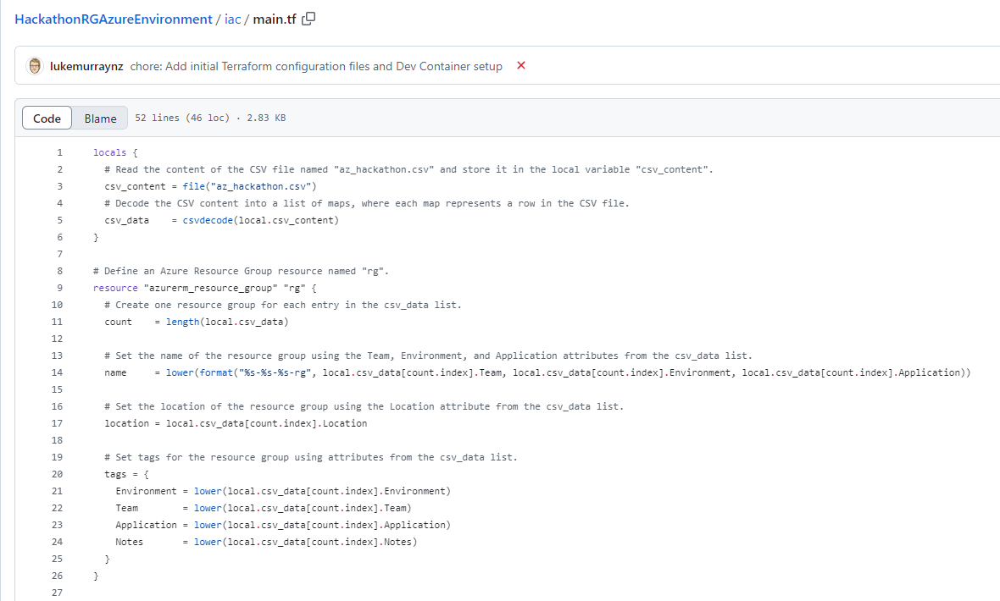 HackathonRGAzureEnvironment / iac / main.tf
lukemurraynz chore: Add initial Terraform configuration files and Dev Container setup
Code Blame 52 lines (46 loc) · 2.83 KB
1 locals {
2   # Read the content of the CSV file named "az_hackathon.csv" and store it in the local variable "csv_content".
3   csv_content = file("az_hackathon.csv")
4   # Decode the CSV content into a list of maps, where each map represents a row in the CSV file.
5   csv_data    = csvdecode(local.csv_content)
6 }
7
8 # Define an Azure Resource Group resource named "rg".
9 resource "azurerm_resource_group" "rg" {
10   # Create one resource group for each entry in the csv_data list.
11   count    = length(local.csv_data)
12
13   # Set the name of the resource group using the Team, Environment, and Application attributes from the csv_data list.
14   name     = lower(format("%s-%s-%s-rg", local.csv_data[count.index].Team, local.csv_data[count.index].Environment, local.csv_data[count.index].Application))
15
16   # Set the location of the resource group using the Location attribute from the csv_data list.
17   location = local.csv_data[count.index].Location
18
19   # Set tags for the resource group using attributes from the csv_data list.
20   tags = {
21     Environment = lower(local.csv_data[count.index].Environment)
22     Team        = lower(local.csv_data[count.index].Team)
23     Application = lower(local.csv_data[count.index].Application)
24     Notes       = lower(local.csv_data[count.index].Notes)
25   }
26 }
27